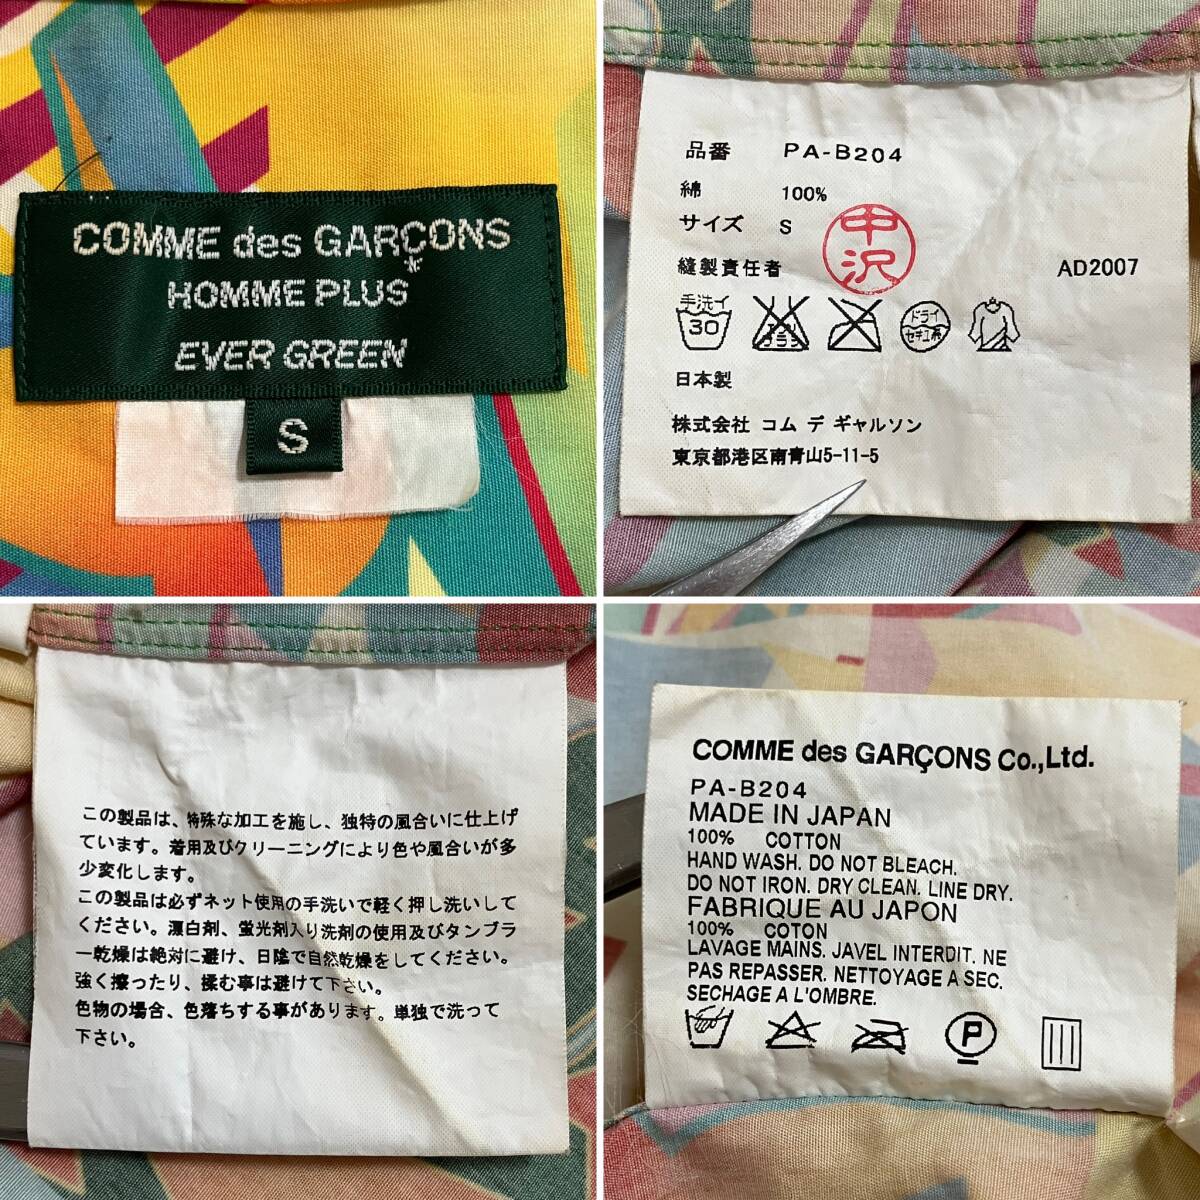 COMME des GARÇONS
HOMME PLUS*
EVER GREEN
S
品番 PA-B204
綿 100%
サイズ S
縫製責任者 中沢 AD2007
手洗イ
30
エンソ
サラシ
ドライ
セキユ系
日本製
株式会社 コム デ ギャルソン
東京都港区南青山5-11-5
この製品は、特殊な加工を施し、独特の風合いに仕上げ
ています。着用及びクリーニングにより色や風合いが多
少変化します。
この製品は必ずネット使用の手洗いで軽く押し洗いして
ください。漂白剤、蛍光剤入り洗剤の使用及びタンブラ
ー乾燥は絶対に避け、日陰で自然乾燥をしてください。
強く擦ったり、揉む事は避けて下さい。
色物の場合、色落ちする事があります。単独で洗って
下さい。
COMME des GARÇONS Co.,Ltd.
PA-B204
MADE IN JAPAN
100% COTTON
HAND WASH. DO NOT BLEACH.
DO NOT IRON. DRY CLEAN. LINE DRY.
FABRIQUE AU JAPON
100% COTON
LAVAGE MAINS. JAVEL INTERDIT. NE
PAS REPASSER. NETTOYAGE A SEC.
SECHAGE A L'OMBRE.
P